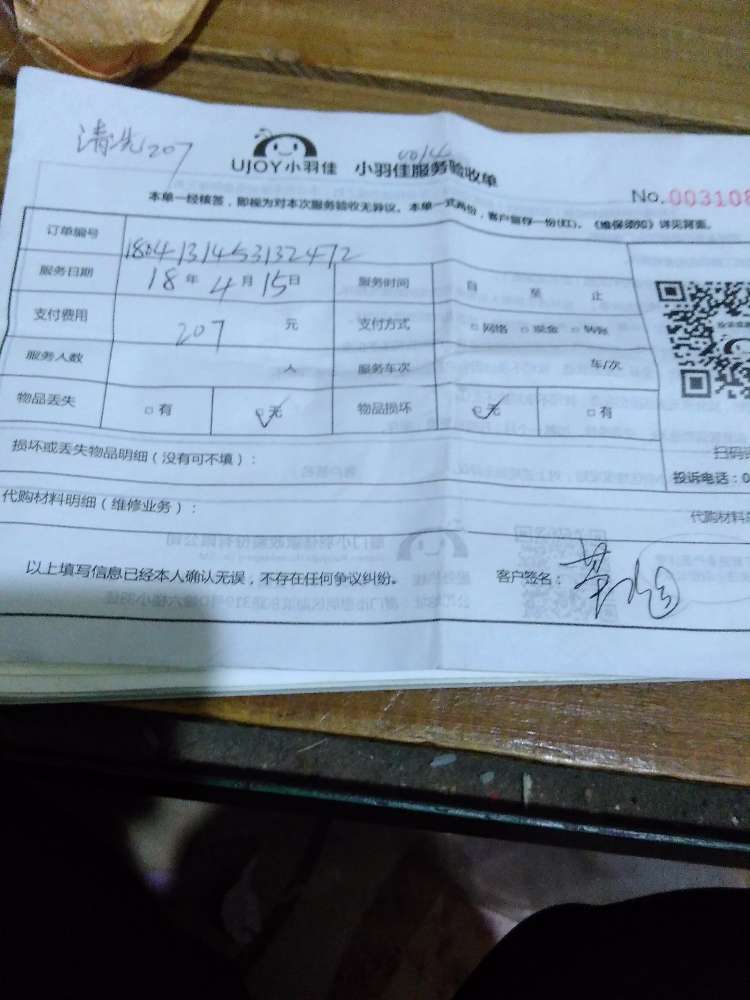 清洗207
UJOY小羽佳 小羽佳服务验收单
No.003108
本单一经核签，即视为对本次服务验收无异议。本单一式两份，客户留存一份(红)。《维保须知》详见背面。
订单编号 1804131453132472
服务日期 18年4月15日 服务时间 自 至 止
支付费用 207 元 支付方式 □网络 □现金 □转账
服务人数 人 服务车次 车/次
物品丢失 □有 ☑无 物品损坏 ☑无 □有
损坏或丢失物品明细（没有可不填）：
扫码
投诉电话：0
代购材料明细（维修业务）：
代购材料
以上填写信息已经本人确认无误，不存在任何争议纠纷。 客户签名：